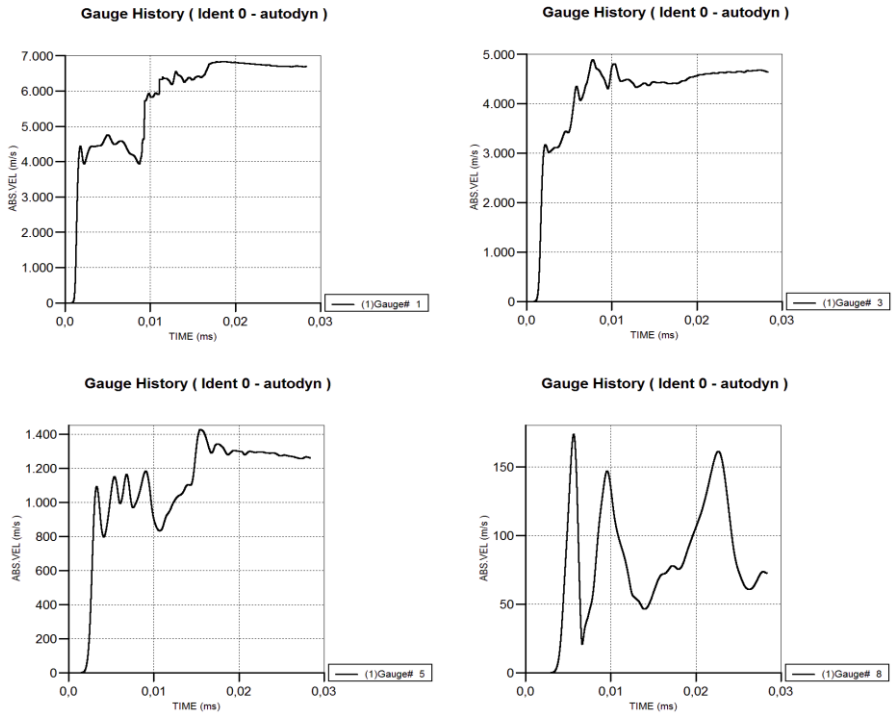 Gauge History ( Ident 0 - autodyn )
7.000
6.000
5.000
4.000
3.000
2.000
1.000
0
ABS.VEL (m/s)
0,0
0,01
0,02
0,03
TIME (ms)
(1)Gauge# 1
Gauge History ( Ident 0 - autodyn )
5.000
4.000
3.000
2.000
1.000
0
ABS.VEL (m/s)
0,0
0,01
0,02
0,03
TIME (ms)
(1)Gauge# 3
Gauge History ( Ident 0 - autodyn )
1.400
1.200
1.000
800
600
400
200
0
ABS.VEL (m/s)
0,0
0,01
0,02
0,03
TIME (ms)
(1)Gauge# 5
Gauge History ( Ident 0 - autodyn )
150
100
50
0
ABS.VEL (m/s)
0,0
0,01
0,02
0,03
TIME (ms)
(1)Gauge# 8